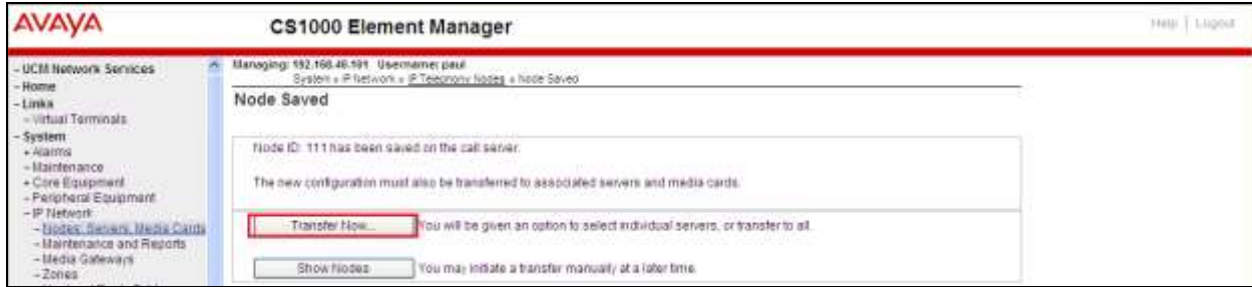 AVAYA
CS1000 Element Manager
Help | Logout
Managing: 192.168.40.101 Username: paul
System » IP Network » IP Telephony Nodes » Node Saved
- UCM Network Services
- Home
- Links
- Virtual Terminals
- System
+ Alarms
- Maintenance
+ Core Equipment
- Peripheral Equipment
- IP Network
- Nodes: Servers, Media Cards
- Maintenance and Reports
- Media Gateways
- Zones
Node Saved
Node ID: 111 has been saved on the call server.
The new configuration must also be transferred to associated servers and media cards.
Transfer Now... You will be given an option to select individual servers, or transfer to all.
Show Nodes You may initiate a transfer manually at a later time.